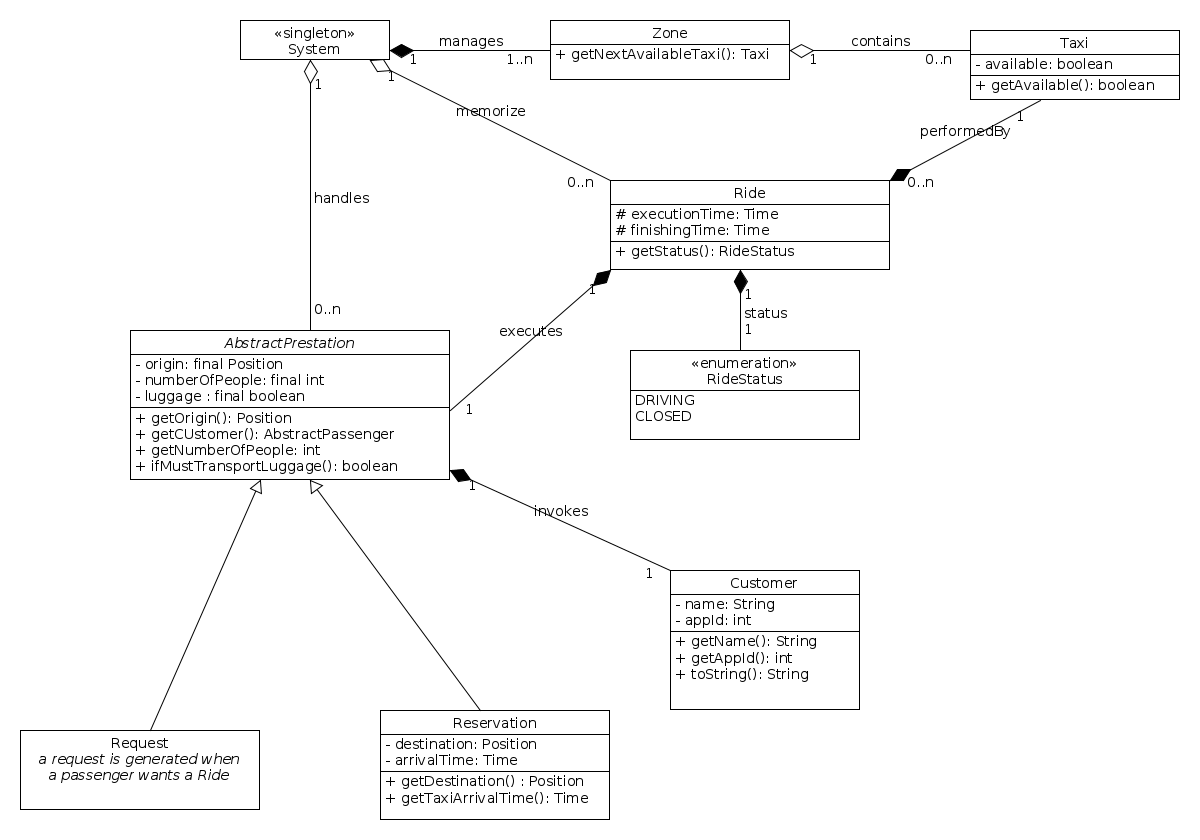 «singleton»
System
manages
1
1..n
Zone
+ getNextAvailableTaxi(): Taxi
contains
1
0..n
Taxi
- available: boolean
+ getAvailable(): boolean
1
1
memorize
0..n
performedBy
1
0..n
handles
0..n
Ride
# executionTime: Time
# finishingTime: Time
+ getStatus(): RideStatus
1
executes
1
1
status
1
«enumeration»
RideStatus
DRIVING
CLOSED
AbstractPrestation
- origin: final Position
- numberOfPeople: final int
- luggage : final boolean
+ getOrigin(): Position
+ getCUstomer(): AbstractPassenger
+ getNumberOfPeople: int
+ ifMustTransportLuggage(): boolean
1
invokes
1
Customer
- name: String
- appId: int
+ getName(): String
+ getAppId(): int
+ toString(): String
Request
a request is generated when
a passenger wants a Ride
Reservation
- destination: Position
- arrivalTime: Time
+ getDestination() : Position
+ getTaxiArrivalTime(): Time